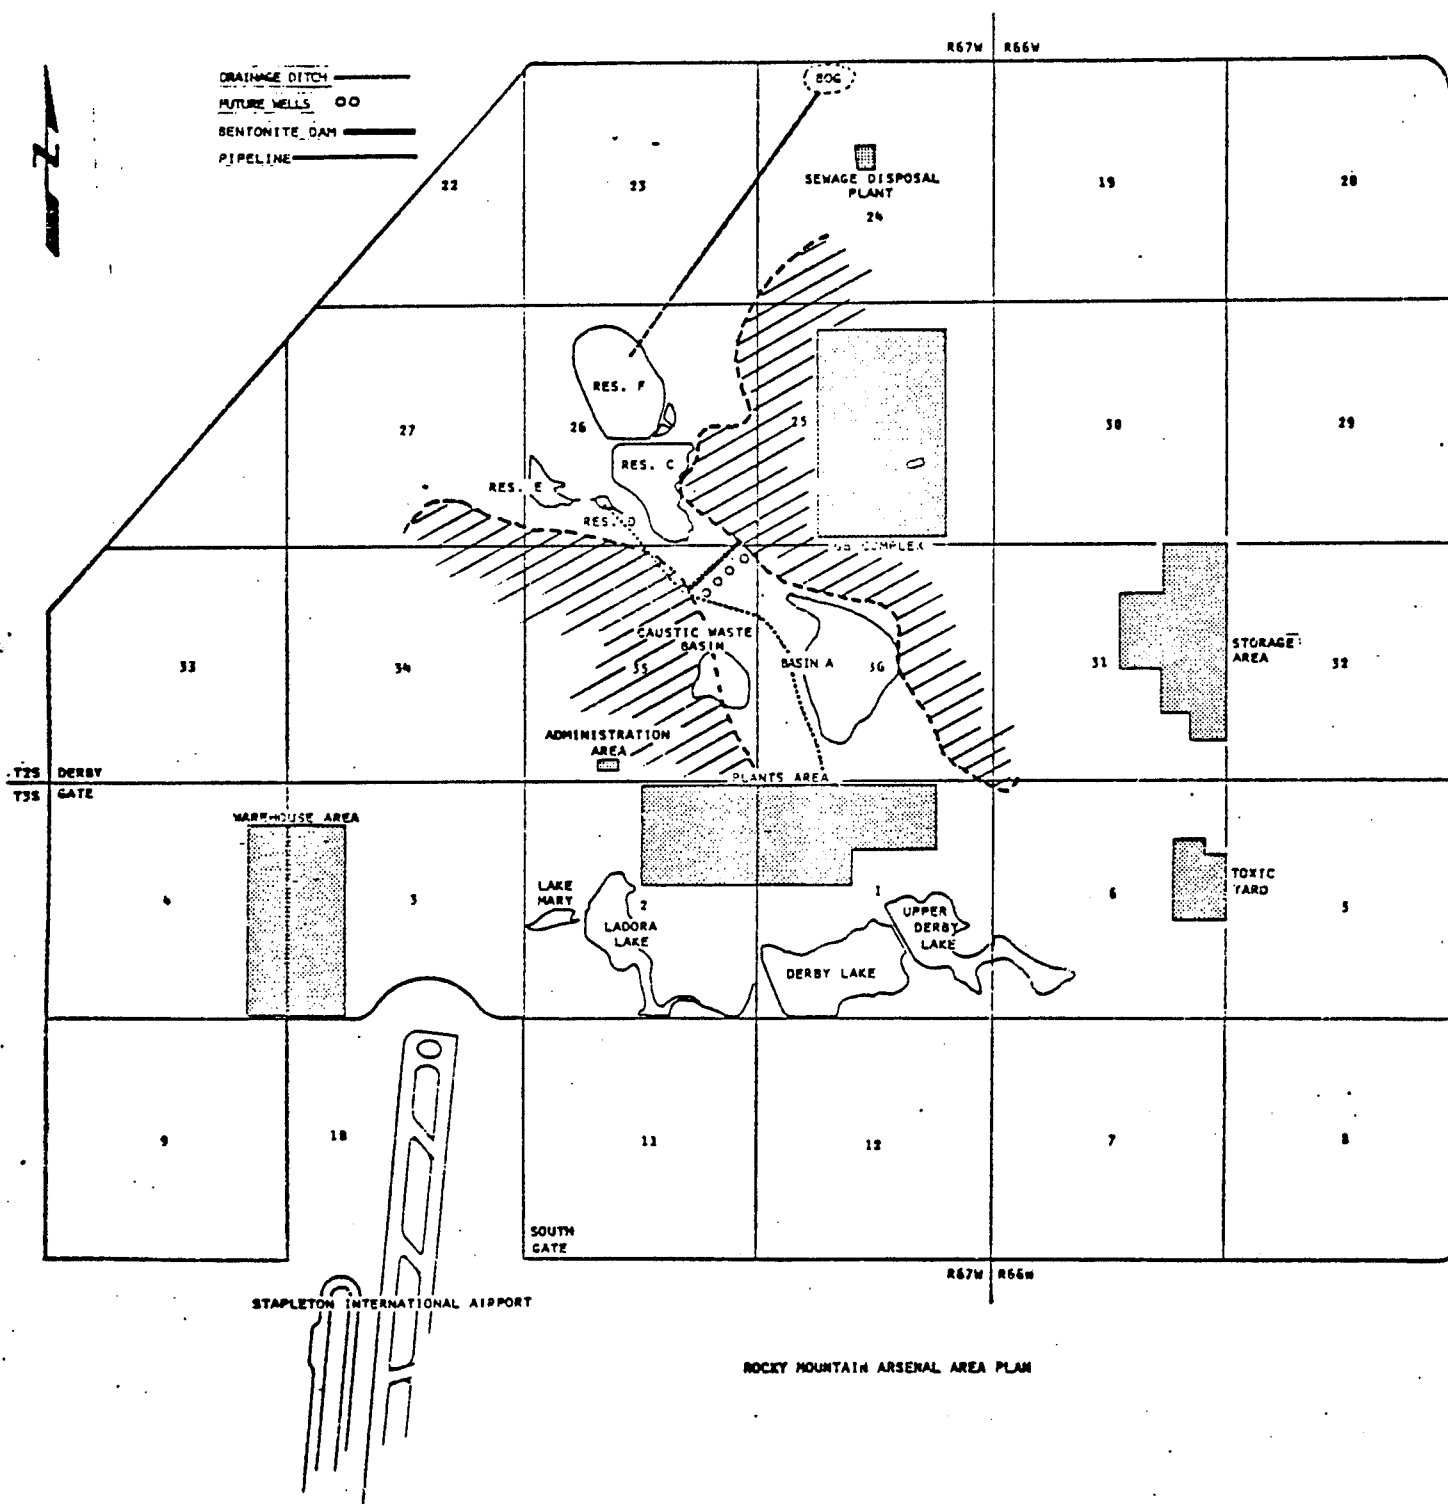 R67W R66W
DRAINAGE DITCH
FUTURE WELLS
BENTONITE DAM
PIPELINE
N
BOG
SEWAGE DISPOSAL
PLANT
22
23
24
19
20
RES. F
27
26
25
30
29
RES. C
RES. E
RES. D
GB COMPLEX
CAUSTIC WASTE
BASIN
33
34
35
BASIN A
36
31
STORAGE
AREA
32
ADMINISTRATION
AREA
T2S DERBY
T3S GATE
PLANTS AREA
WAREHOUSE AREA
4
3
LAKE
MARY
2
LADORA
LAKE
1
UPPER
DERBY
LAKE
DERBY LAKE
6
TOXIC
YARD
5
9
10
11
12
7
8
SOUTH
GATE
R67W R66W
STAPLETON INTERNATIONAL AIRPORT
ROCKY MOUNTAIN ARSENAL AREA PLAN